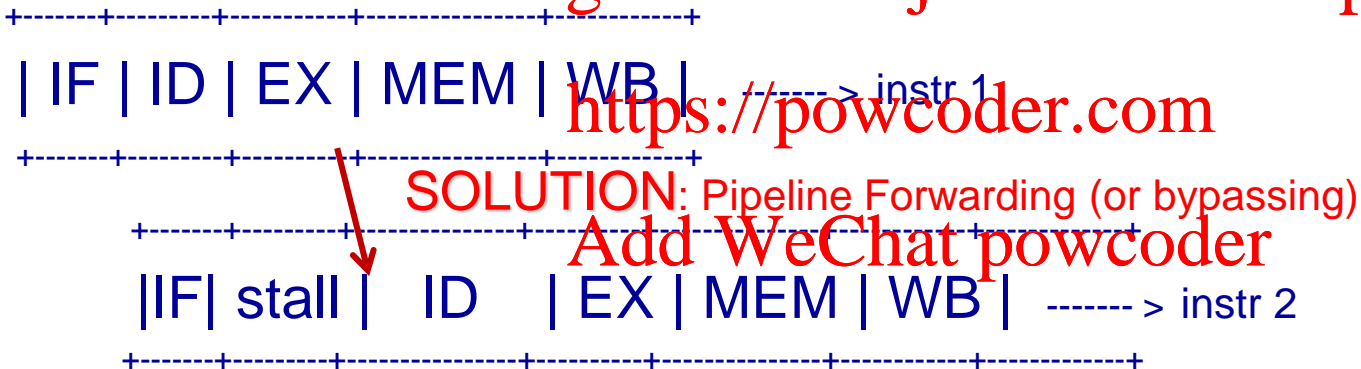 +-------+--------+-----------+---------------+------------+
| IF | ID | EX | MEM | WB | ------- > instr 1
https://powcoder.com
+-------+---------+----------+----------------+------------+
SOLUTION: Pipeline Forwarding (or bypassing)
Add WeChat powcoder
+-------+---------+--------------+----------+---------------+------------+-------------+
|IF| stall | ID | EX | MEM | WB | ------- > instr 2
+-------+---------+---------------+---------+--------------+------------+------------+